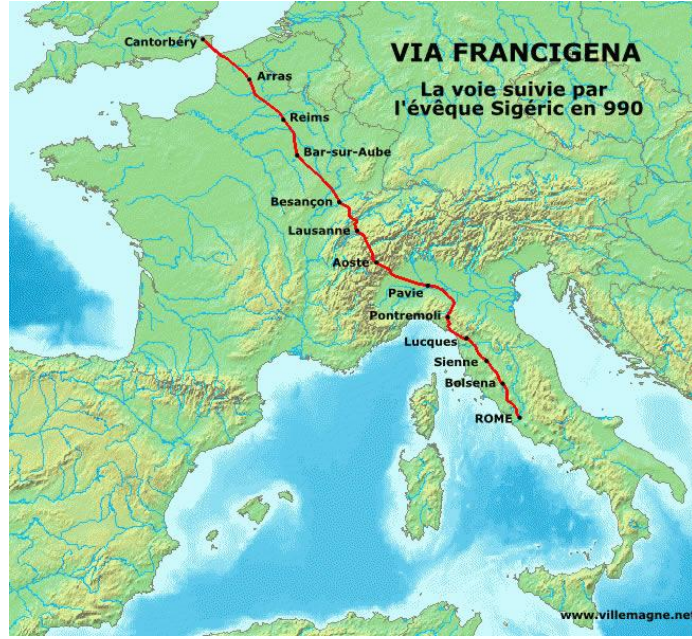 VIA FRANCIGENA
La voie suivie par
l'évêque Sigéric en 990
Cantorbéry
Arras
Reims
Bar-sur-Aube
Besançon
Lausanne
Aoste
Pavie
Pontremoli
Lucques
Sienne
Bolsena
ROME
www.villemagne.net